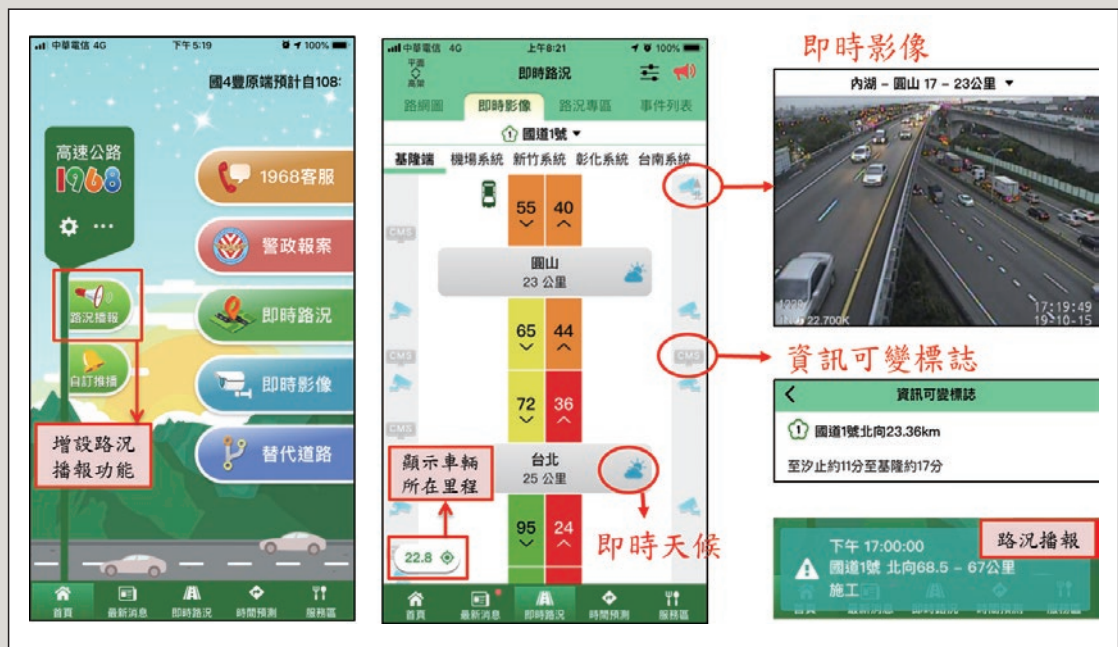 中華電信 4G 下午5:19 100%
國4豐原端預計自108:
高速公路
1968
1968客服
警政報案
路況播報
即時路況
自訂推播
即時影像
增設路況
播報功能
替代道路
首頁 最新消息 即時路況 時間預測 服務區
中華電信 4G 上午8:21 100%
平面
高架
即時路況
路網圖 即時影像 路況專區 事件列表
1 國道1號
基隆端 機場系統 新竹系統 彰化系統 台南系統
55 40
CMS
圓山
23 公里
65 44
CMS CMS
72 36
CMS
台北
25 公里
顯示車輛
所在里程
95 24
即時天候
22.8
首頁 最新消息 即時路況 時間預測 服務區
即時影像
內湖 – 圓山 17 – 23公里
17:19:49
22.700K 19-10-15
資訊可變標誌
資訊可變標誌
1 國道1號北向23.36km
至汐止約11分至基隆約17分
路況播報
下午 17:00:00
國道1號 北向68.5 – 67公里
施工